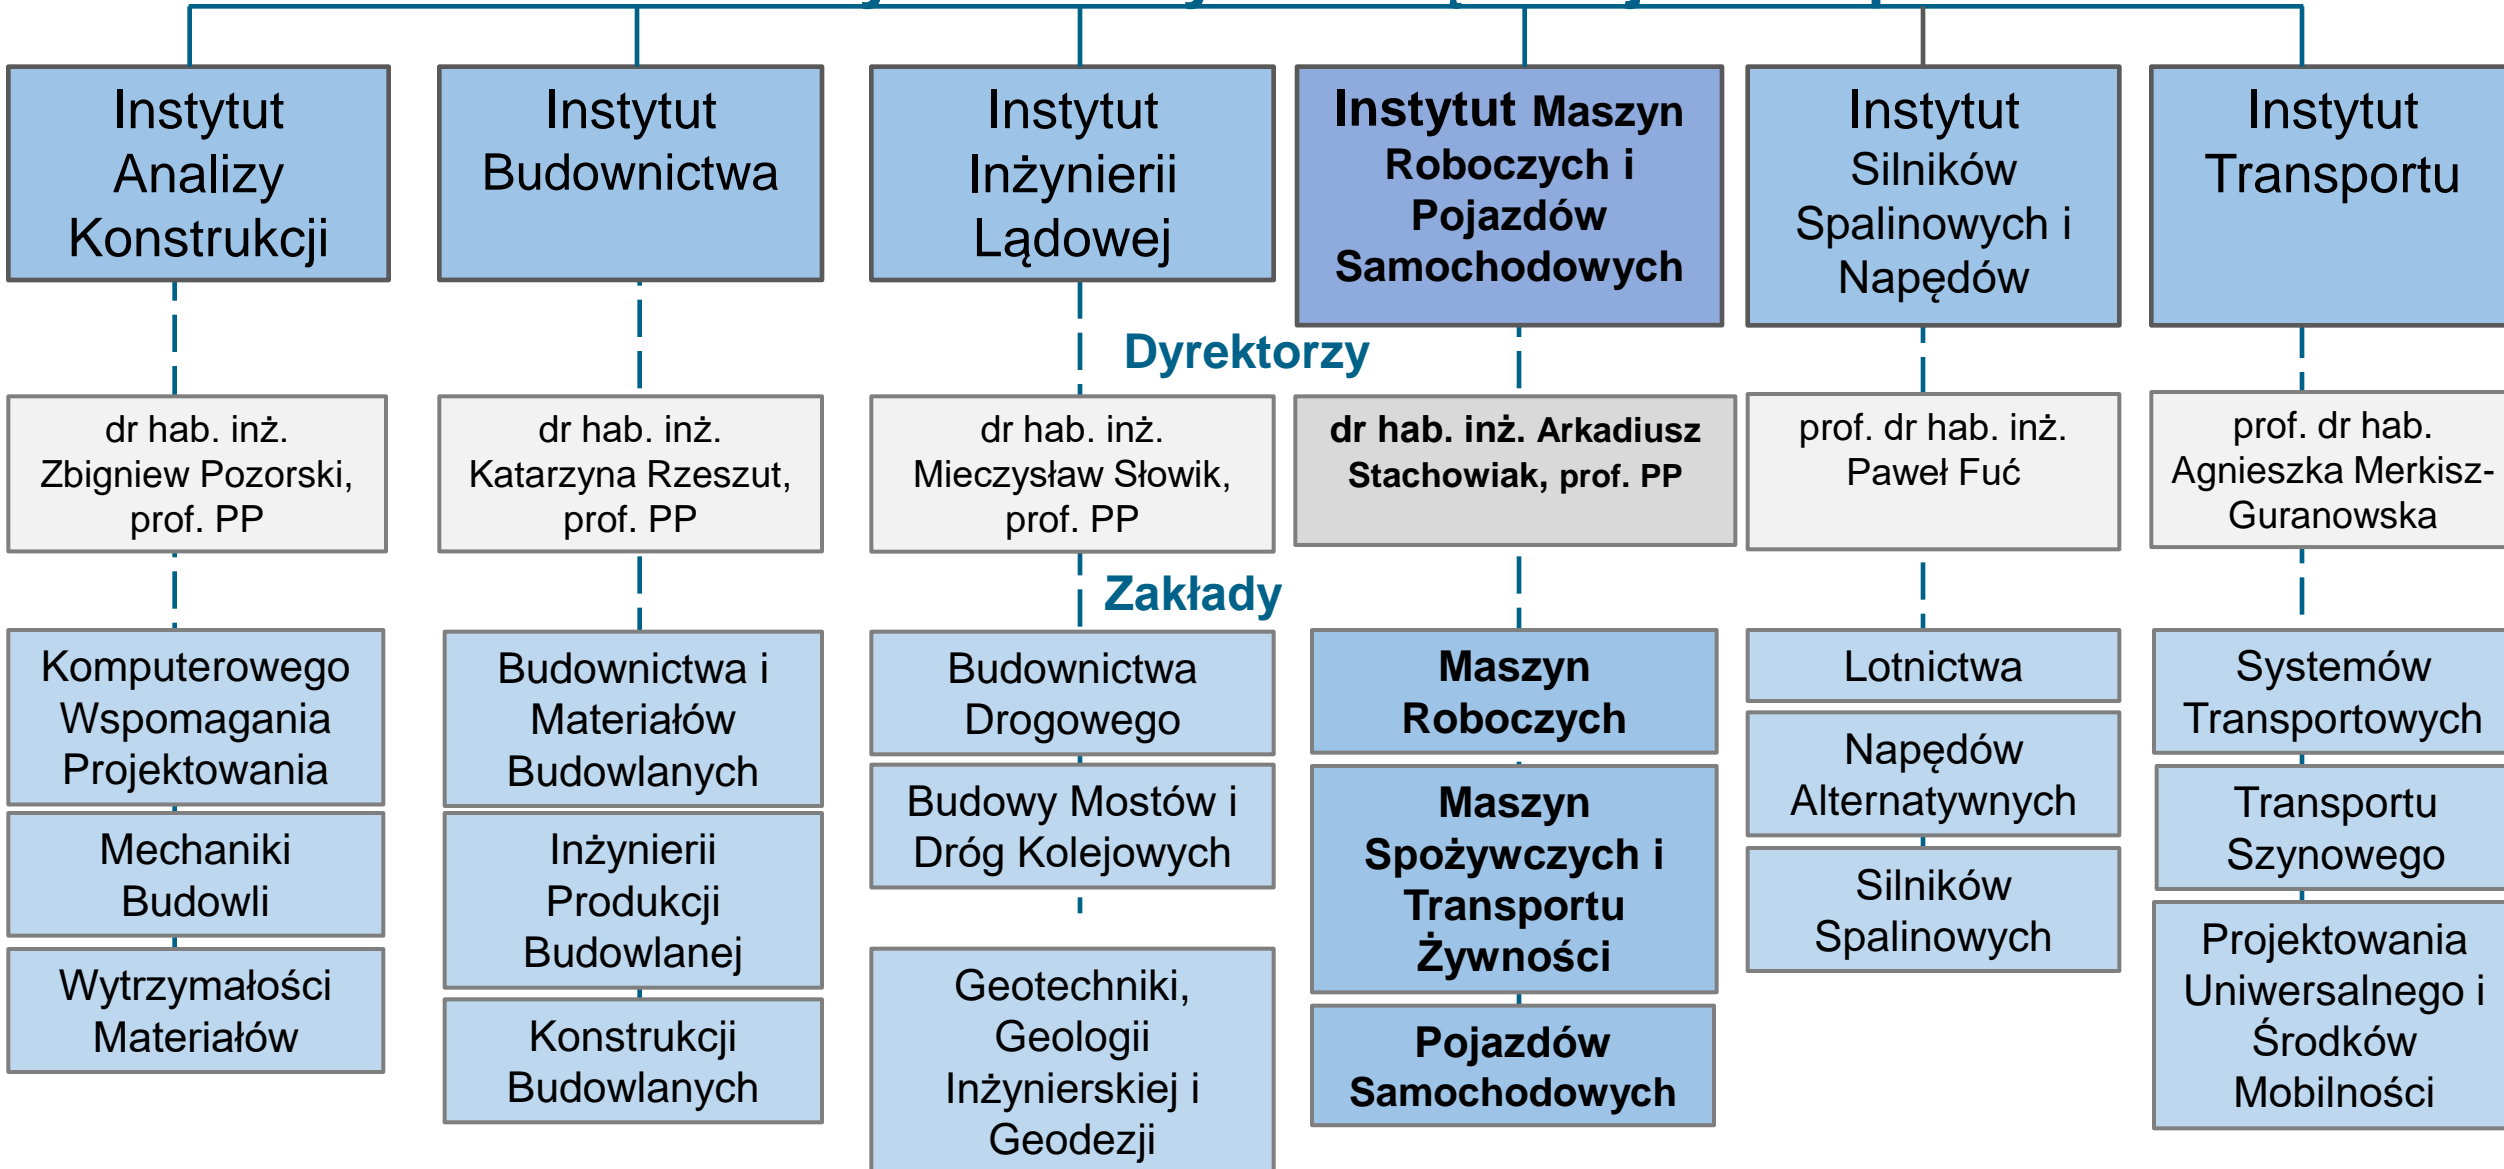 Instytut
Analizy
Konstrukcji
Instytut
Budownictwa
Instytut
Inżynierii
Lądowej
Instytut Maszyn
Roboczych i
Pojazdów
Samochodowych
Instytut
Silników
Spalinowych i
Napędów
Instytut
Transportu
Dyrektorzy
dr hab. inż.
Zbigniew Pozorski,
prof. PP
dr hab. inż.
Katarzyna Rzeszut,
prof. PP
dr hab. inż.
Mieczysław Słowik,
prof. PP
dr hab. inż. Arkadiusz
Stachowiak, prof. PP
prof. dr hab. inż.
Paweł Fuć
prof. dr hab.
Agnieszka Merkisz-
Guranowska
Zakłady
Komputerowego
Wspomagania
Projektowania
Mechaniki
Budowli
Wytrzymałości
Materiałów
Budownictwa i
Materiałów
Budowlanych
Inżynierii
Produkcji
Budowlanej
Konstrukcji
Budowlanych
Budownictwa
Drogowego
Budowy Mostów i
Dróg Kolejowych
Geotechniki,
Geologii
Inżynierskiej i
Geodezji
Maszyn
Roboczych
Maszyn
Spożywczych i
Transportu
Żywności
Pojazdów
Samochodowych
Lotnictwa
Napędów
Alternatywnych
Silników
Spalinowych
Systemów
Transportowych
Transportu
Szynowego
Projektowania
Uniwersalnego i
Środków
Mobilności